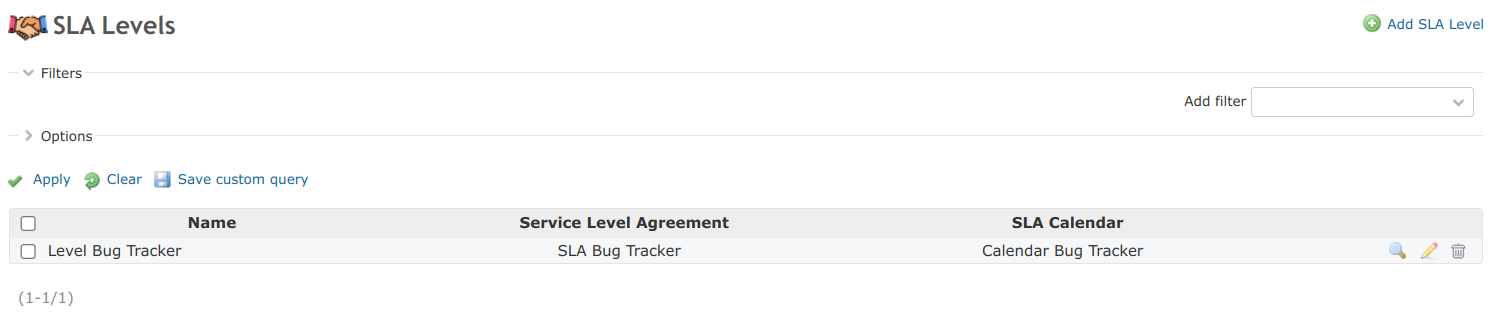 SLA Levels
Add SLA Level
Filters
Add filter
Options
Apply Clear Save custom query
Name Service Level Agreement SLA Calendar
Level Bug Tracker SLA Bug Tracker Calendar Bug Tracker
(1-1/1)